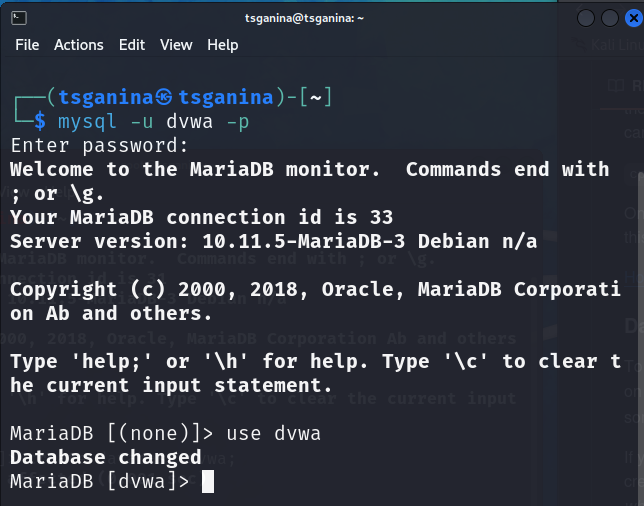 tsganina@tsganina: ~
File Actions Edit View Help
┌──(tsganina㉿tsganina)-[~]
└─$ mysql -u dvwa -p
Enter password:
Welcome to the MariaDB monitor.  Commands end with
; or \g.
Your MariaDB connection id is 33
Server version: 10.11.5-MariaDB-3 Debian n/a
Copyright (c) 2000, 2018, Oracle, MariaDB Corporati
on Ab and others.
Type 'help;' or '\h' for help. Type '\c' to clear t
he current input statement.
MariaDB [(none)]> use dvwa
Database changed
MariaDB [dvwa]>